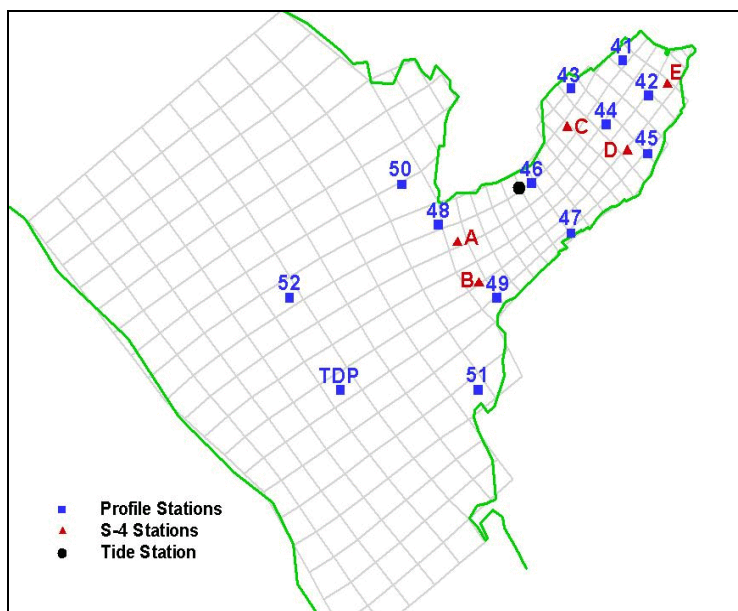 41
43
E
42
44
C
D
45
50
46
48
47
A
B
49
52
TDP
51
Profile Stations
S-4 Stations
Tide Station